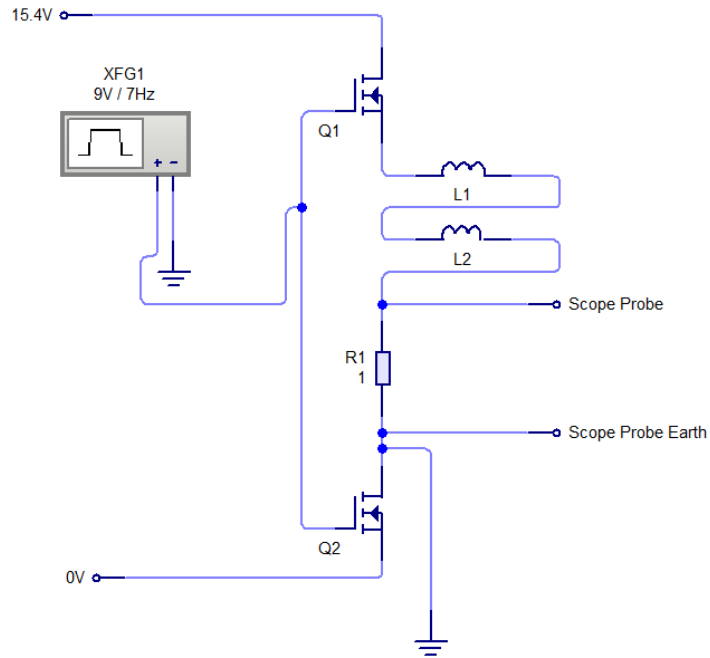 15.4V
XFG1
9V / 7Hz
+ -
Q1
L1
L2
Scope Probe
R1
1
Scope Probe Earth
Q2
0V